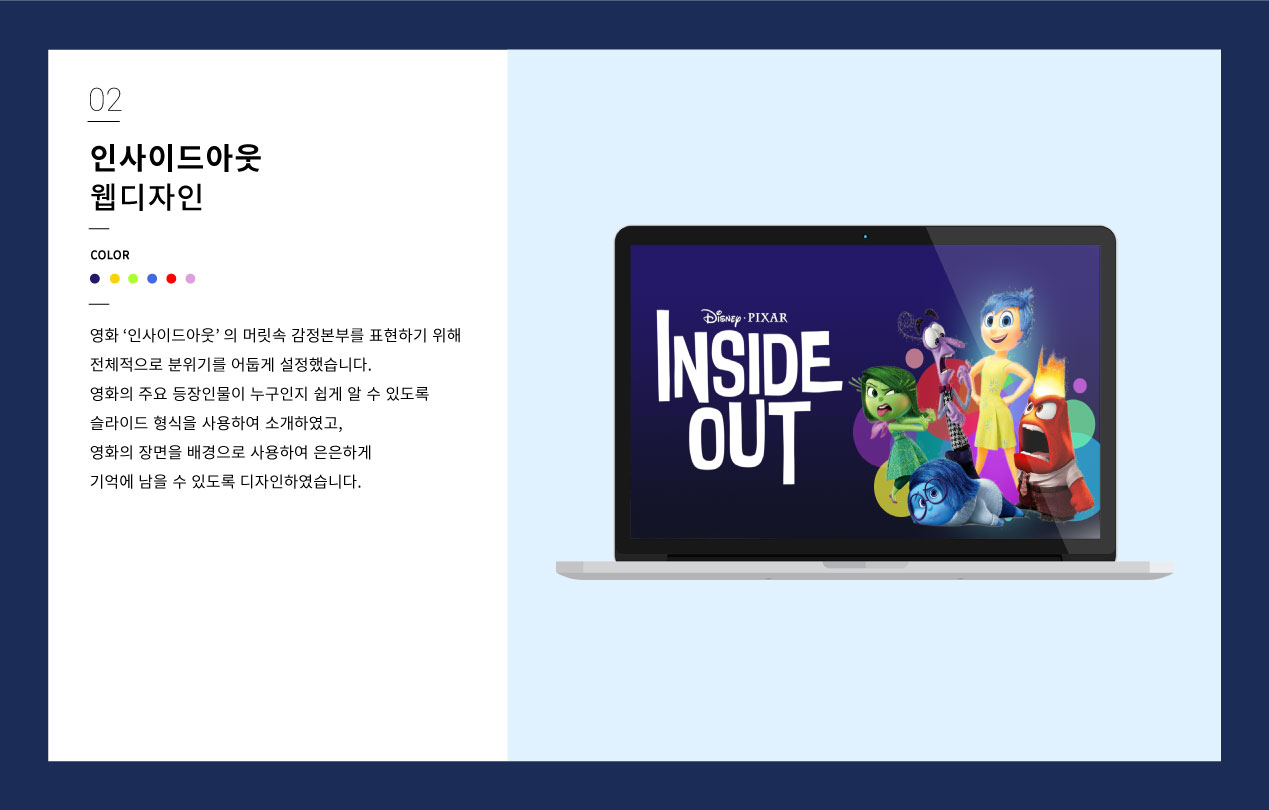 02
인사이드아웃
웹디자인
COLOR
영화 ‘인사이드아웃’ 의 머릿속 감정본부를 표현하기 위해
전체적으로 분위기를 어둡게 설정했습니다.
영화의 주요 등장인물이 누구인지 쉽게 알 수 있도록
슬라이드 형식을 사용하여 소개하였고,
영화의 장면을 배경으로 사용하여 은은하게
기억에 남을 수 있도록 디자인하였습니다.
DISNEY · PIXAR
INSIDE
OUT